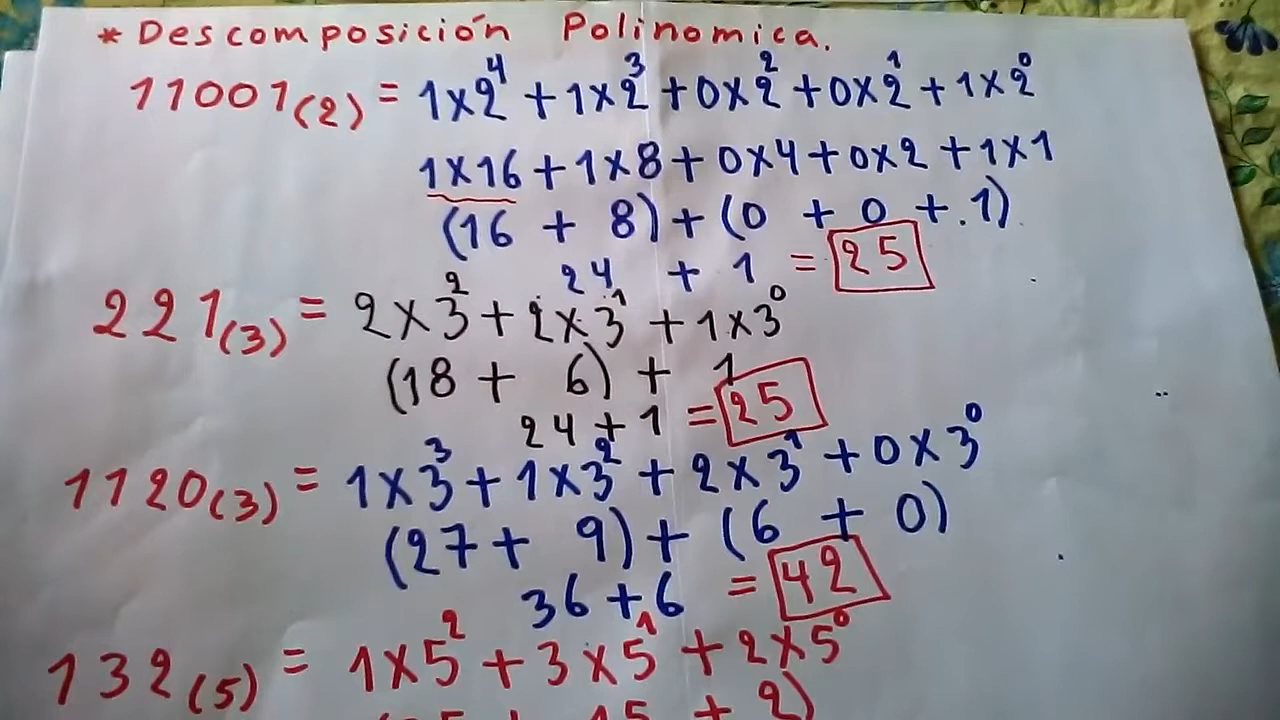 * Descomposición Polinomica.
11001(2) = 1x2⁴ + 1x2³ + 0x2² + 0x2¹ + 1x2⁰
1x16 + 1x8 + 0x4 + 0x2 + 1x1
(16 + 8) + (0 + 0 + 1)
24 + 1 = 25
221(3) = 2x3² + 2x3¹ + 1x3⁰
(18 + 6) + 1
24 + 1 = 25
1120(3) = 1x3³ + 1x3² + 2x3¹ + 0x3⁰
(27 + 9) + (6 + 0)
36 + 6 = 42
132(5) = 1x5² + 3x5¹ + 2x5⁰
+ 15 + 2)